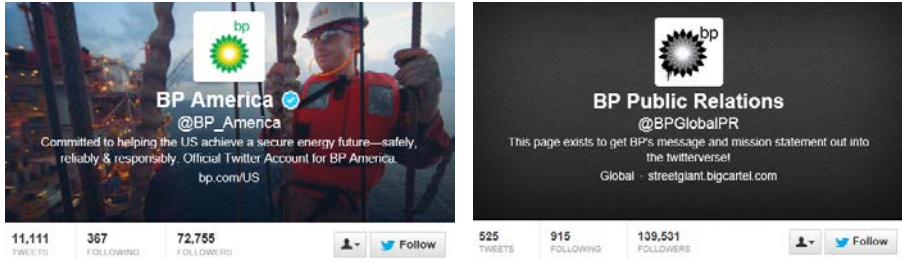 bp
BP America
@BP_America
Committed to helping the US achieve a secure energy future—safely,
reliably & responsibly. Official Twitter Account for BP America.
bp.com/US
11,111
TWEETS
367
FOLLOWING
72,755
FOLLOWERS
Follow
bp
BP Public Relations
@BPGlobalPR
This page exists to get BP's message and mission statement out into
the twitterverse!
Global · streetgiant.bigcartel.com
525
TWEETS
915
FOLLOWING
139,531
FOLLOWERS
Follow